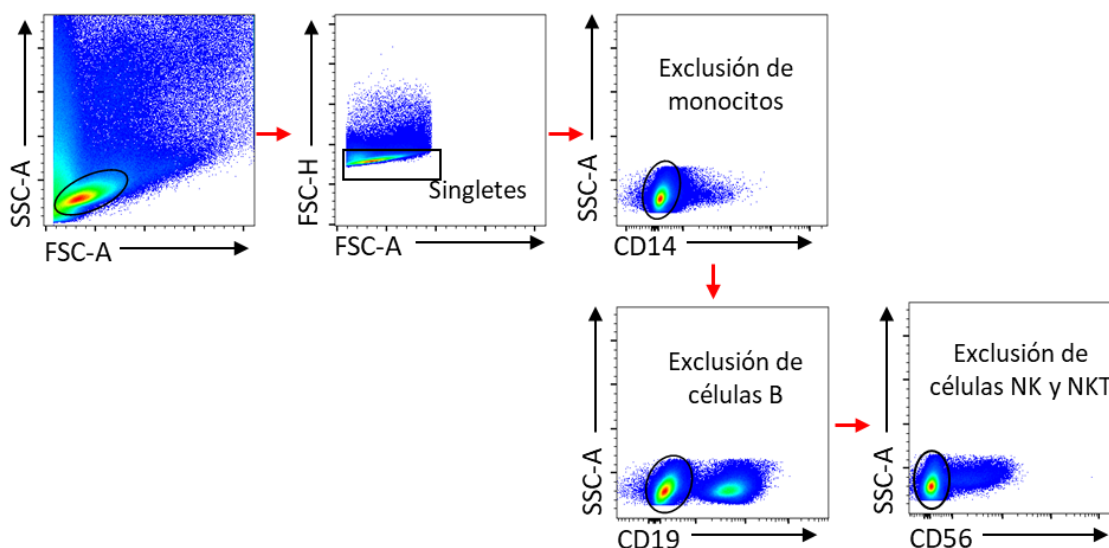 SSC-A
FSC-A
FSC-H
Singletes
FSC-A
Exclusión de
monocitos
SSC-A
CD14
Exclusión de
células B
SSC-A
CD19
Exclusión de
células NK y NKT
SSC-A
CD56